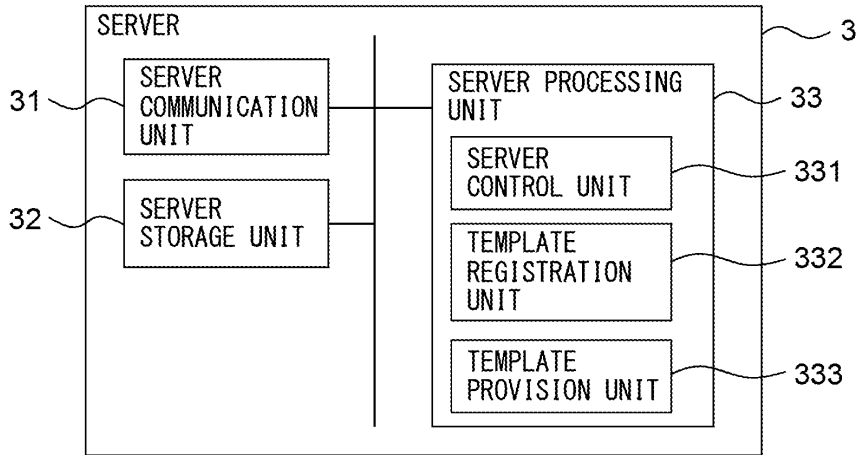 SERVER
3
31
SERVER
COMMUNICATION
UNIT
32
SERVER
STORAGE UNIT
SERVER PROCESSING
UNIT
33
SERVER
CONTROL UNIT
331
TEMPLATE
REGISTRATION
UNIT
332
TEMPLATE
PROVISION UNIT
333